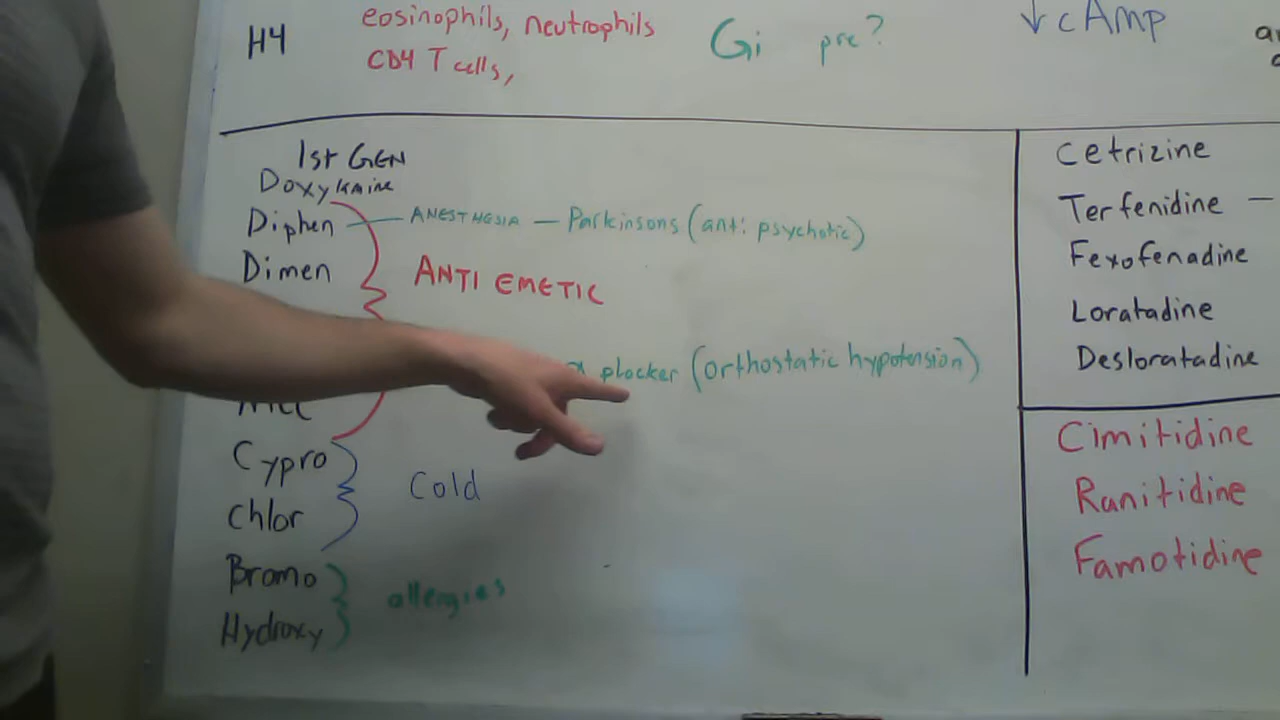 H4 eosinophils, neutrophils Gi pre? ↓ cAmp
CD4 T cells,
1st GEN
Doxylamine
Diphen — ANESTHESIA — Parkinsons (anti psychotic)
Dimen ANTI EMETIC
α blocker (orthostatic hypotension)
Cypro
Cold
Chlor
Bromo
allergies
Hydroxy
Cetrizine
Terfenidine —
Fexofenadine
Loratadine
Desloratadine
Cimitidine
Ranitidine
Famotidine